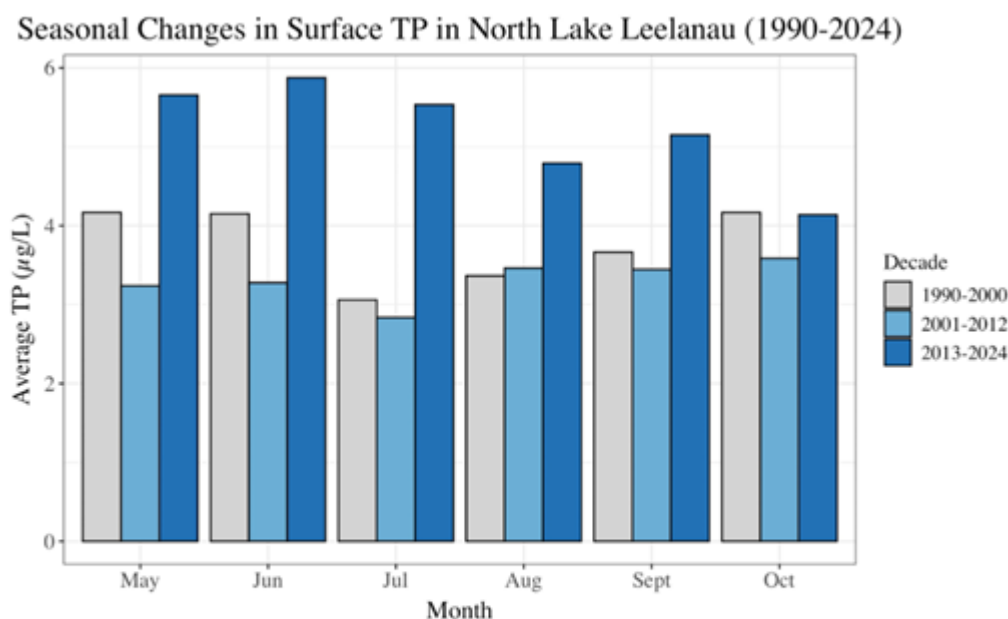 Seasonal Changes in Surface TP in North Lake Leelanau (1990-2024)
6
4
2
0
Average TP (µg/L)
May Jun Jul Aug Sept Oct
Month
Decade
1990-2000
2001-2012
2013-2024